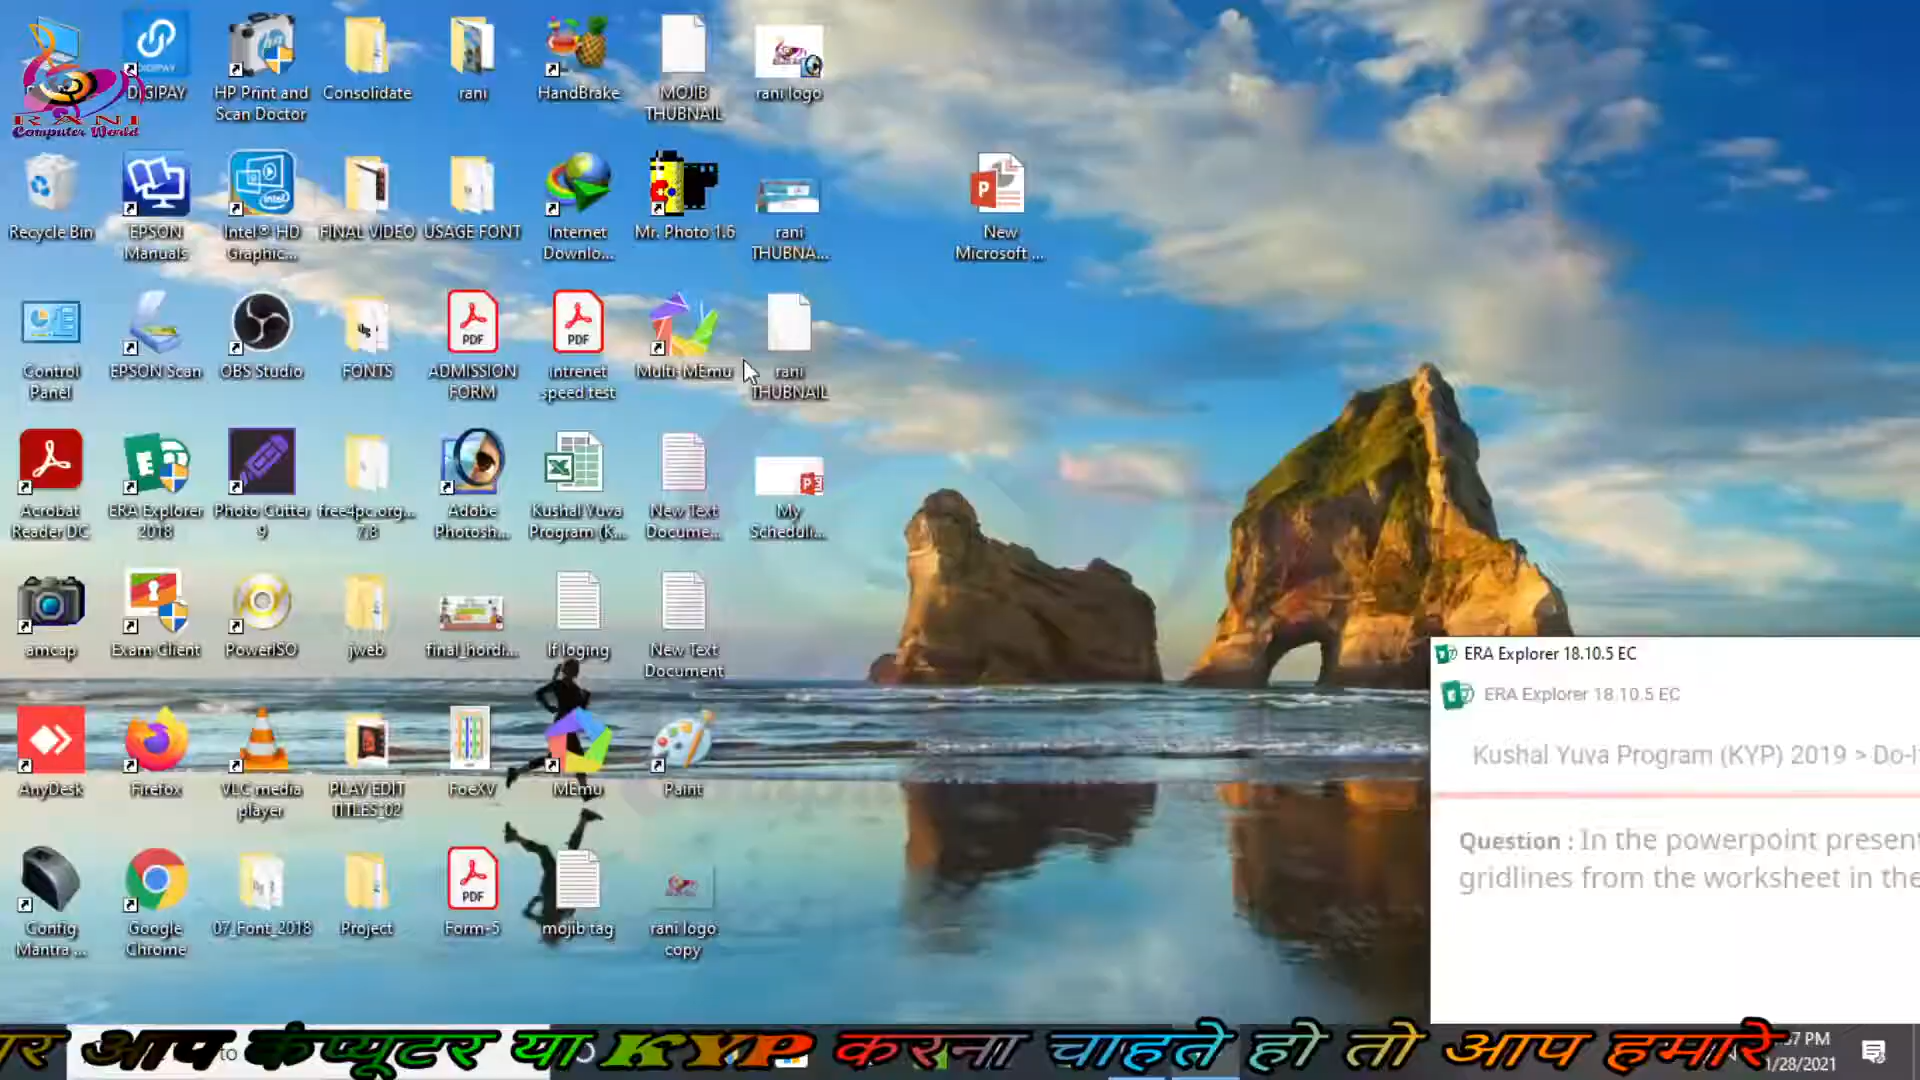 RANI
Computer World
DIGIPAY
HP Print and
Scan Doctor
Consolidate
rani
HandBrake
MOJIB
THUBNAIL
rani logo
Recycle Bin
EPSON
Manuals
Intel® HD
Graphic...
FINAL VIDEO
USAGE FONT
Internet
Downlo...
Mr. Photo 1.6
rani
THUBNA...
New
Microsoft ...
Control
Panel
EPSON Scan
OBS Studio
FONTS
ADMISSION
FORM
intrenet
speed test
Multi-MEmu
rani
THUBNAIL
Acrobat
Reader DC
ERA Explorer
2018
Photo Cutter
9
free4pc.org...
7.8
Adobe
Photosh...
Kushal Yuva
Program (K...
New Text
Docume...
My
Scheduli...
amcap
Exam Client
PowerISO
jweb
final_hordi...
lf loging
New Text
Document
AnyDesk
Firefox
VLC media
player
PLAY EDIT
TITLES_02
FoeXV
MEmu
Paint
Config
Mantra ...
Google
Chrome
07_Font_2018
Project
Form-5
mojib tag
rani logo
copy
ERA Explorer 18.10.5 EC
ERA Explorer 18.10.5 EC
Kushal Yuva Program (KYP) 2019 > Do-i
Question : In the powerpoint present
gridlines from the worksheet in the
आप कंप्यूटर या KYP करना चाहते हो तो आप हमारे
1/28/2021